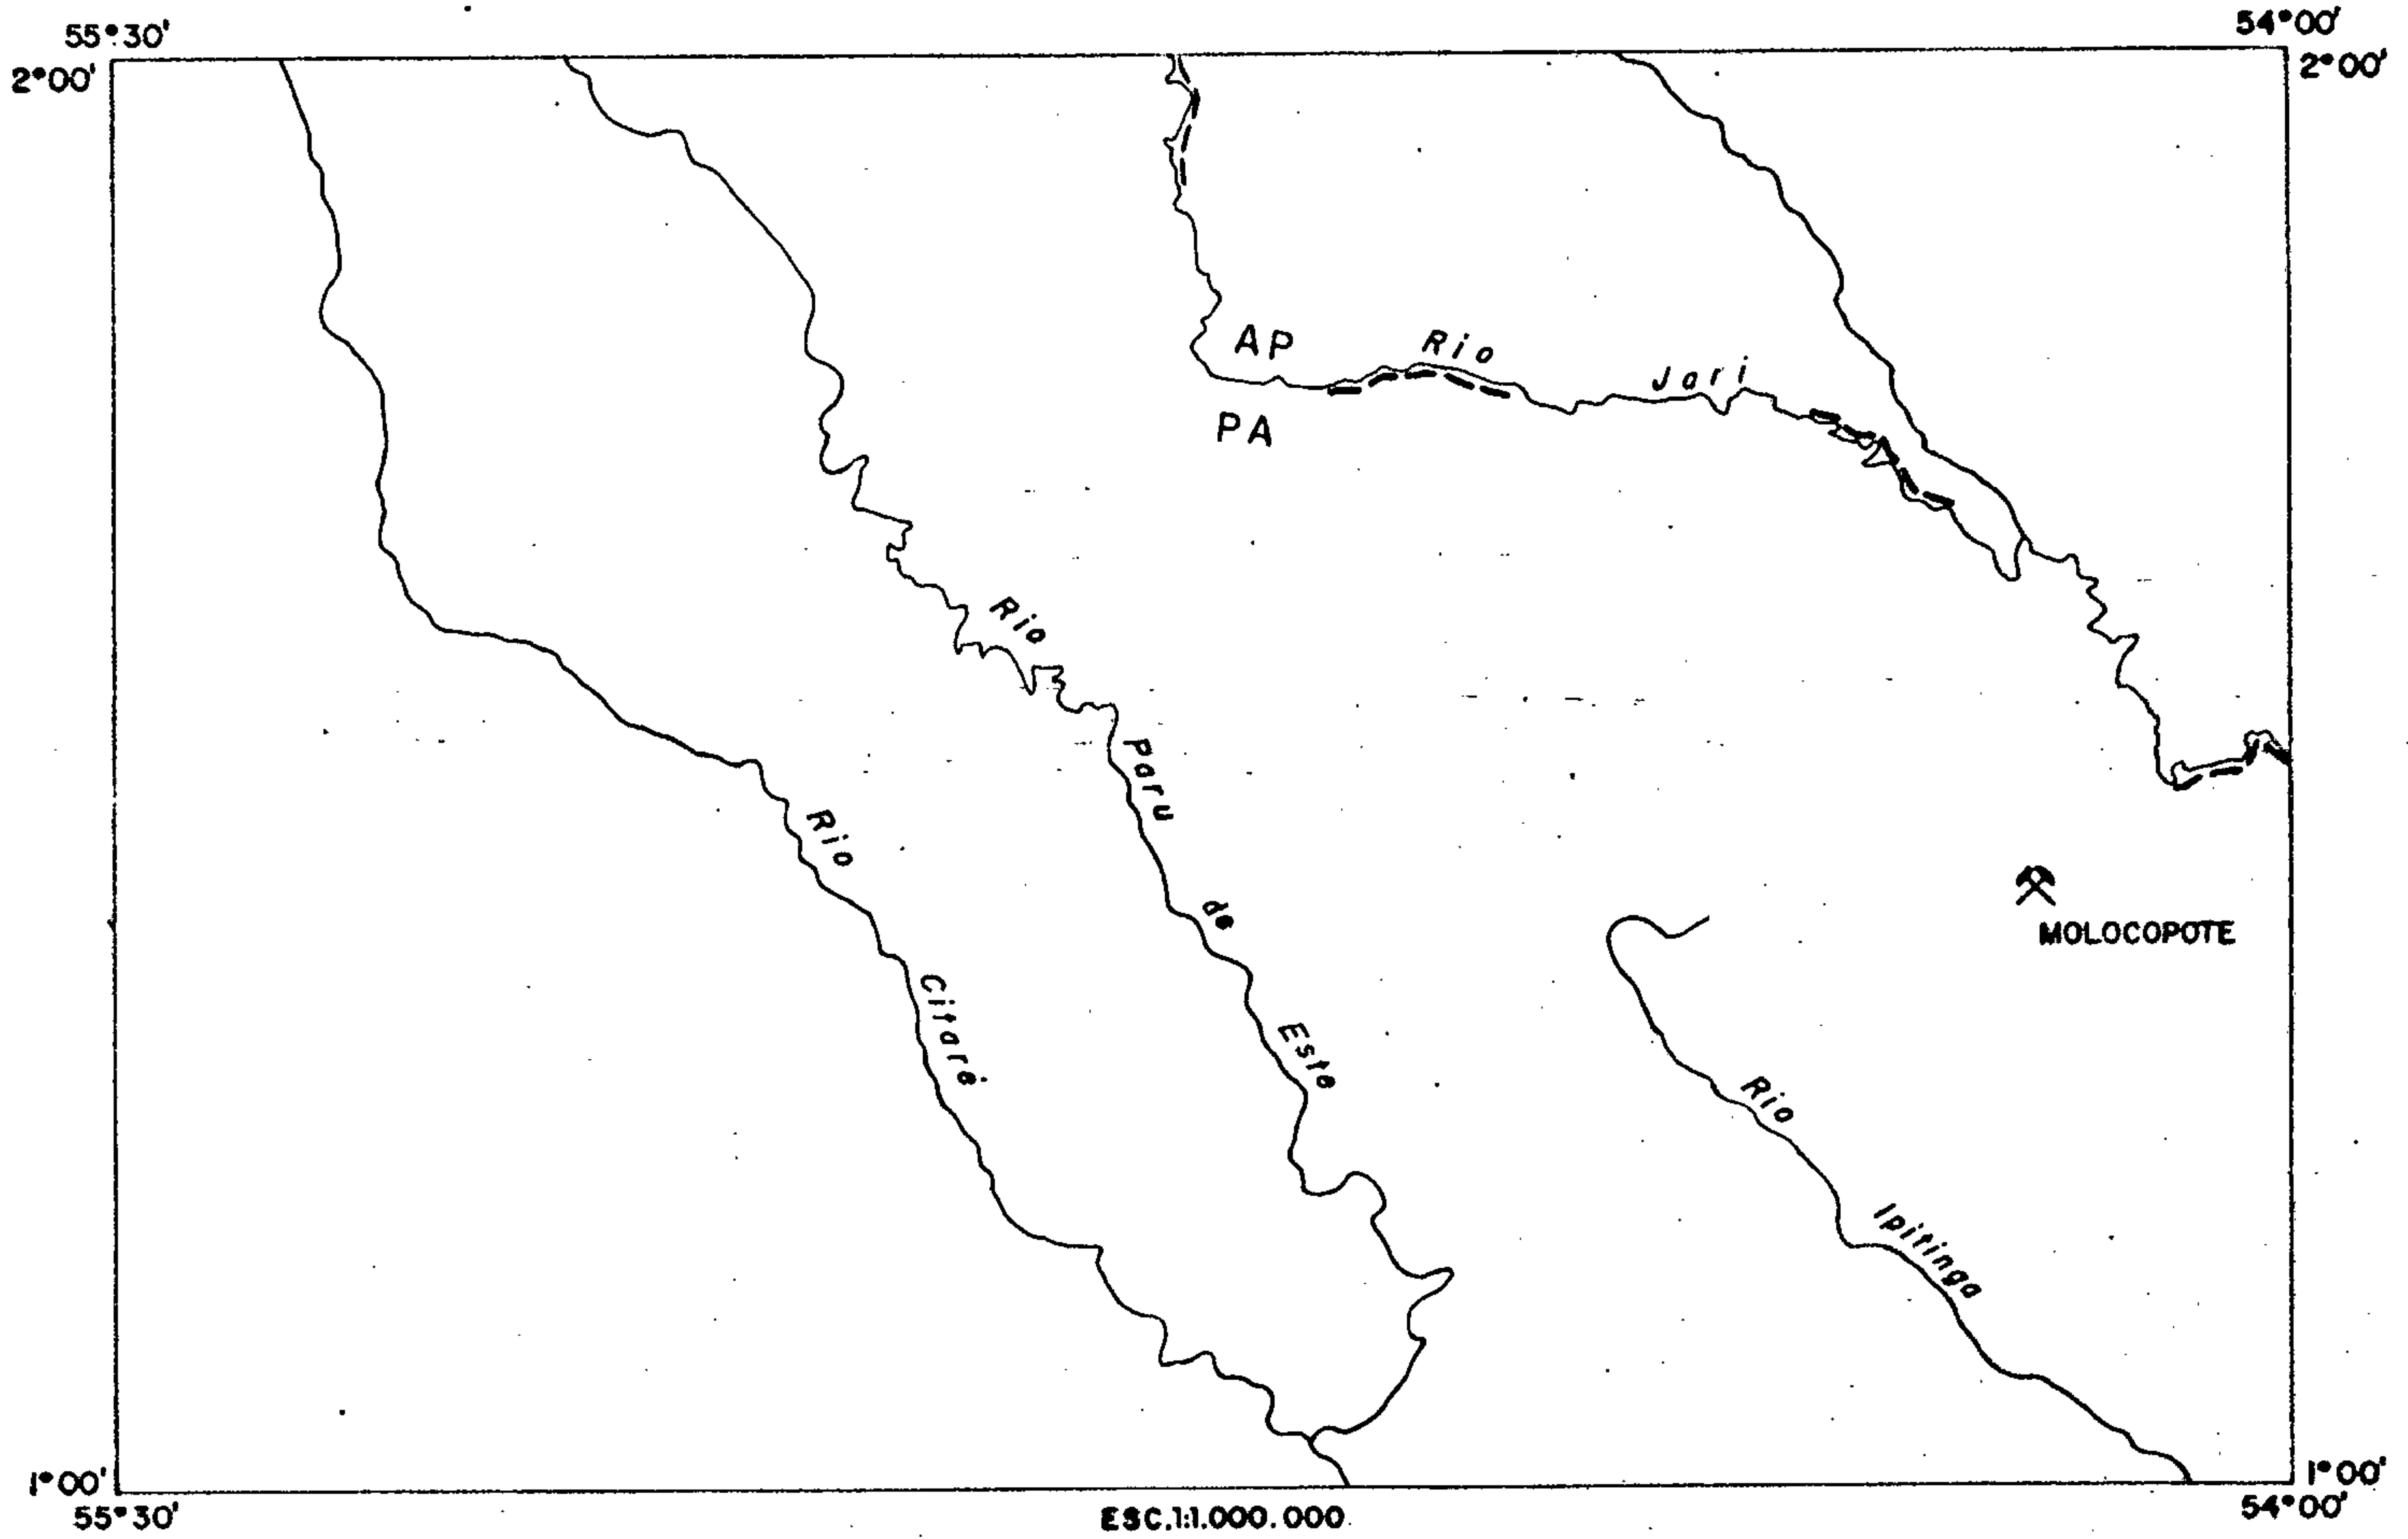 55°30'
54°00'
2°00'
2°00'
AP
Rio Jari
PA
Rio Paru de Este
Rio Citaré
MOLOCOPOTE
Rio Ipitinga
1°00'
1°00'
55°30'
ESC.1:1.000.000
54°00'